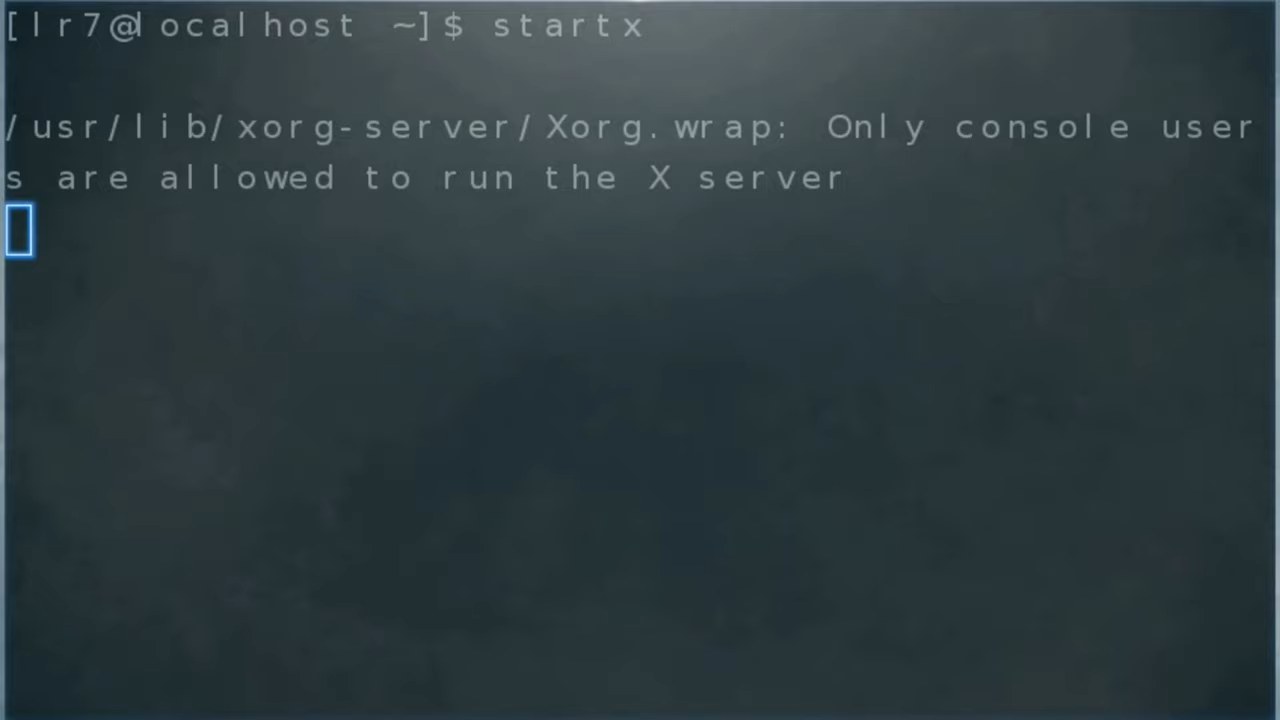 [lr7@localhost ~]$ startx
/usr/lib/xorg-server/Xorg.wrap: Only console user
s are allowed to run the X server